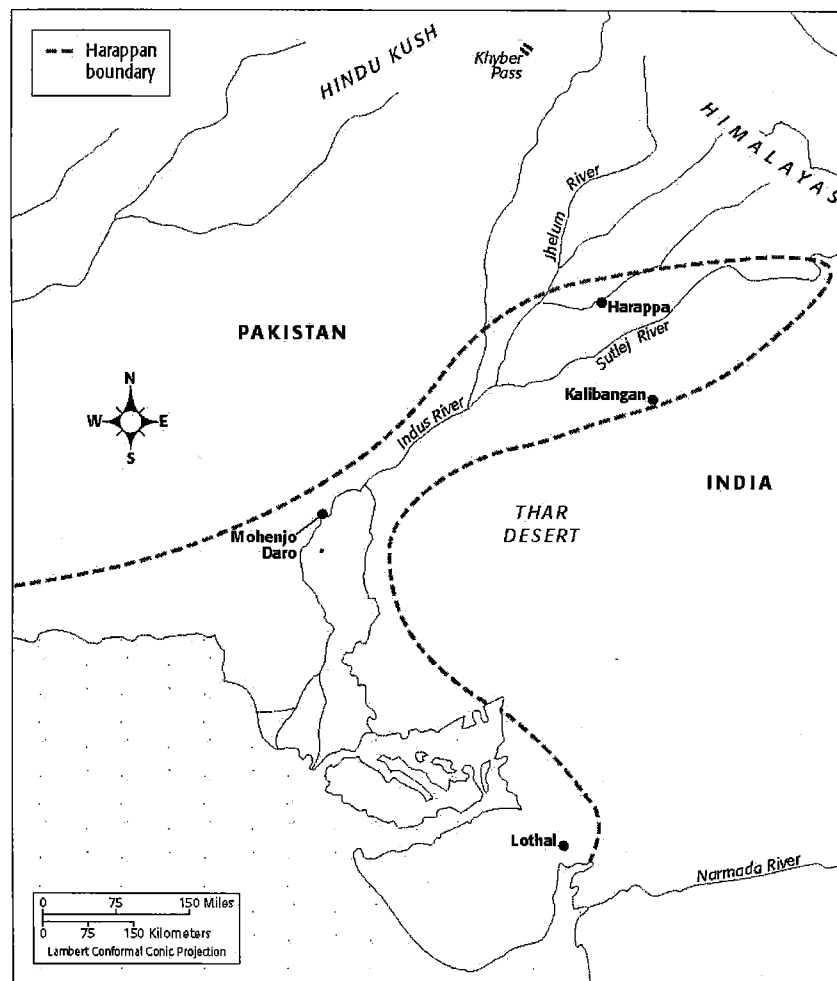 Harappan
boundary
HINDU KUSH
Khyber
Pass
HIMALAYAS
Jhelum River
Harappa
PAKISTAN
Sutlej River
N
W E
S
Kalibangan
Indus River
INDIA
THAR
DESERT
Mohenjo
Daro
Lothal
Narmada River
0 75 150 Miles
0 75 150 Kilometers
Lambert Conformal Conic Projection